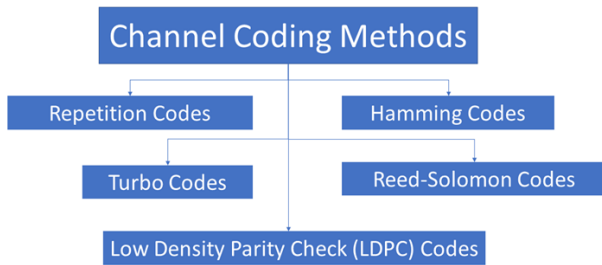 Channel Coding Methods
Repetition Codes
Hamming Codes
Turbo Codes
Reed-Solomon Codes
Low Density Parity Check (LDPC) Codes